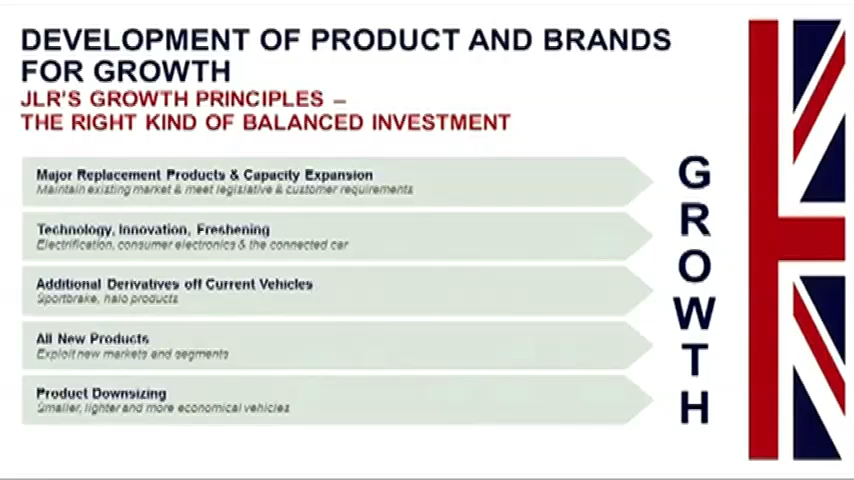 DEVELOPMENT OF PRODUCT AND BRANDS
FOR GROWTH
JLR'S GROWTH PRINCIPLES –
THE RIGHT KIND OF BALANCED INVESTMENT
Major Replacement Products & Capacity Expansion
Maintain existing market & meet legislative & customer requirements
Technology, Innovation, Freshening
Electrification, consumer electronics & the connected car
Additional Derivatives off Current Vehicles
Sportbrake, halo products
All New Products
Exploit new markets and segments
Product Downsizing
Smaller, lighter and more economical vehicles
G
R
O
W
T
H